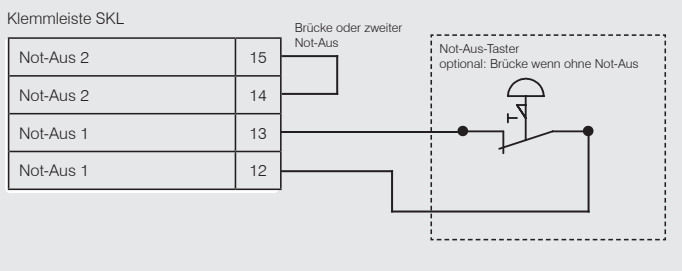 Klemmleiste SKL
Brücke oder zweiter
Not-Aus
Not-Aus 2 15
Not-Aus 2 14
Not-Aus 1 13
Not-Aus 1 12
Not-Aus-Taster
optional: Brücke wenn ohne Not-Aus